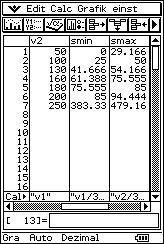 Edit Calc Grafik einst
v2 smin smax
1 50 0 29.166
2 100 25 50
3 130 41.666 54.166
4 160 61.388 75.555
5 180 75.555 85
6 200 85 94.444
7 250 383.33 479.16
8
9
10
11
12
13
14
15
16
Cal "v1" "v1/3... "v2/3...
[ 13]=
Gra Auto Dezimal